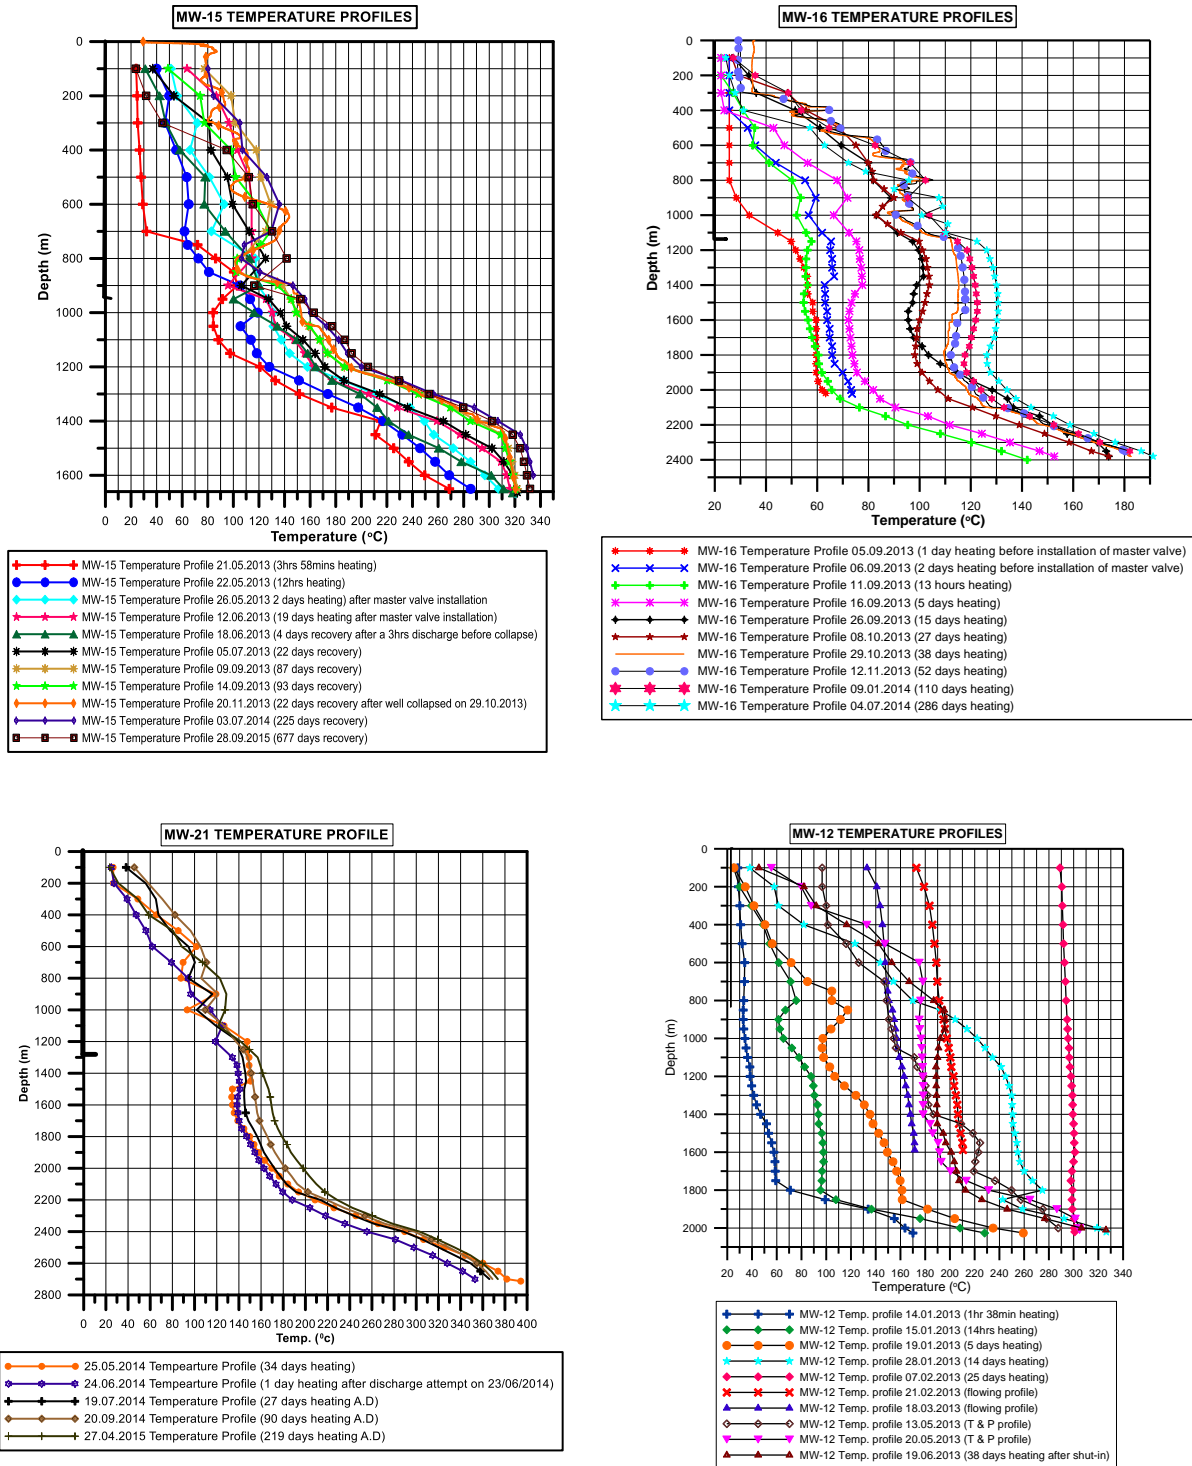 MW-15 TEMPERATURE PROFILES
0
200
400
600
800
1000
1200
1400
1600
Depth (m)
0 20 40 60 80 100 120 140 160 180 200 220 240 260 280 300 320 340
Temperature (°C)
MW-15 Temperature Profile 21.05.2013 (3hrs 58mins heating)
MW-15 Temperature Profile 22.05.2013 (12hrs heating)
MW-15 Temperature Profile 26.05.2013 2 days heating) after master valve installation
MW-15 Temperature Profile 12.06.2013 (19 days heating after master valve installation)
MW-15 Temperature Profile 18.06.2013 (4 days recovery after a 3hrs discharge before collapse)
MW-15 Temperature Profile 05.07.2013 (22 days recovery)
MW-15 Temperature Profile 09.09.2013 (87 days recovery)
MW-15 Temperature Profile 14.09.2013 (93 days recovery)
MW-15 Temperature Profile 20.11.2013 (22 days recovery after well collapsed on 29.10.2013)
MW-15 Temperature Profile 03.07.2014 (225 days recovery)
MW-15 Temperature Profile 28.09.2015 (677 days recovery)
MW-16 TEMPERATURE PROFILES
0
200
400
600
800
1000
1200
1400
1600
1800
2000
2200
2400
Depth (m)
20 40 60 80 100 120 140 160 180
Temperature (°C)
MW-16 Temperature Profile 05.09.2013 (1 day heating before installation of master valve)
MW-16 Temperature Profile 06.09.2013 (2 days heating before installation of master valve)
MW-16 Temperature Profile 11.09.2013 (13 hours heating)
MW-16 Temperature Profile 16.09.2013 (5 days heating)
MW-16 Temperature Profile 26.09.2013 (15 days heating)
MW-16 Temperature Profile 08.10.2013 (27 days heating)
MW-16 Temperature Profile 29.10.2013 (38 days heating)
MW-16 Temperature Profile 12.11.2013 (52 days heating)
MW-16 Temperature Profile 09.01.2014 (110 days heating)
MW-16 Temperature Profile 04.07.2014 (286 days heating)
MW-21 TEMPERATURE PROFILE
0
200
400
600
800
1000
1200
1400
1600
1800
2000
2200
2400
2600
2800
Depth (m)
0 20 40 60 80 100 120 140 160 180 200 220 240 260 280 300 320 340 360 380 400
Temp. (°c)
25.05.2014 Tempearture Profile (34 days heating)
24.06.2014 Tempeartture Profile (1 day heating after discharge attempt on 23/06/2014)
19.07.2014 Temperature Profile (27 days heating A.D)
20.09.2014 Temperature Profile (90 days heating A.D)
27.04.2015 Temperature Profile (219 days heating A.D)
MW-12 TEMPERATURE PROFILES
0
200
400
600
800
1000
1200
1400
1600
1800
2000
Depth (m)
20 40 60 80 100 120 140 160 180 200 220 240 260 280 300 320 340
Temperature (°C)
MW-12 Temp. profile 14.01.2013 (1hr 38min heating)
MW-12 Temp. profile 15.01.2013 (14hrs heating)
MW-12 Temp. profile 19.01.2013 (5 days heating)
MW-12 Temp. profile 28.01.2013 (14 days heating)
MW-12 Temp. profile 07.02.2013 (25 days heating)
MW-12 Temp. profile 21.02.2013 (flowing profile)
MW-12 Temp. profile 18.03.2013 (flowing profile)
MW-12 Temp. profile 13.05.2013 (T & P profile)
MW-12 Temp. profile 20.05.2013 (T & P profile)
MW-12 Temp. profile 19.06.2013 (38 days heating after shut-in)